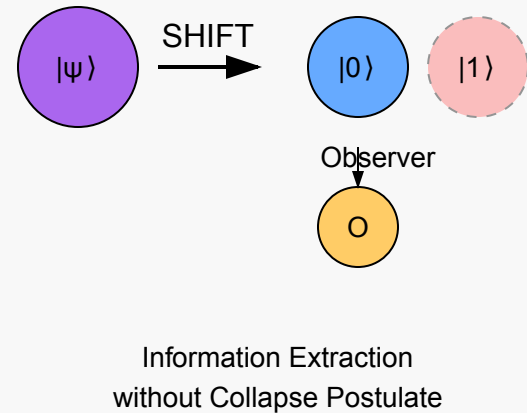 SHIFT
|ψ⟩
|0⟩
|1⟩
Observer
O
Information Extraction
without Collapse Postulate